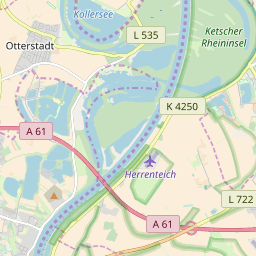 Kollersee
L 535
Ketscher
Rheininsel
Otterstadt
K 4250
A 61
Herrenteich
L 722
A 61